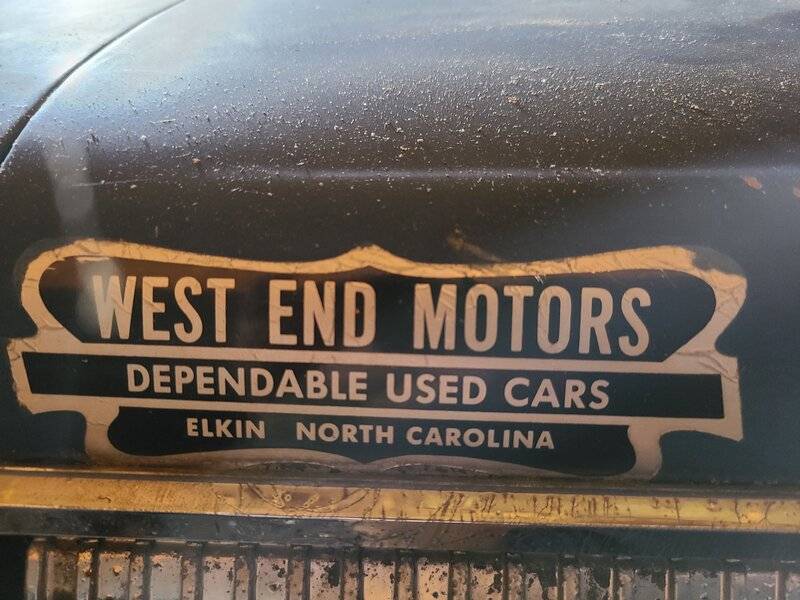 WEST END MOTORS
DEPENDABLE USED CARS
ELKIN NORTH CAROLINA